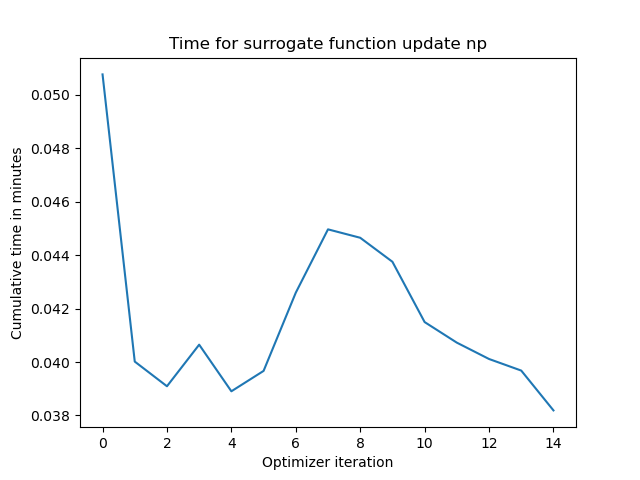 Time for surrogate function update np
Cumulative time in minutes
0.050
0.048
0.046
0.044
0.042
0.040
0.038
0 2 4 6 8 10 12 14
Optimizer iteration